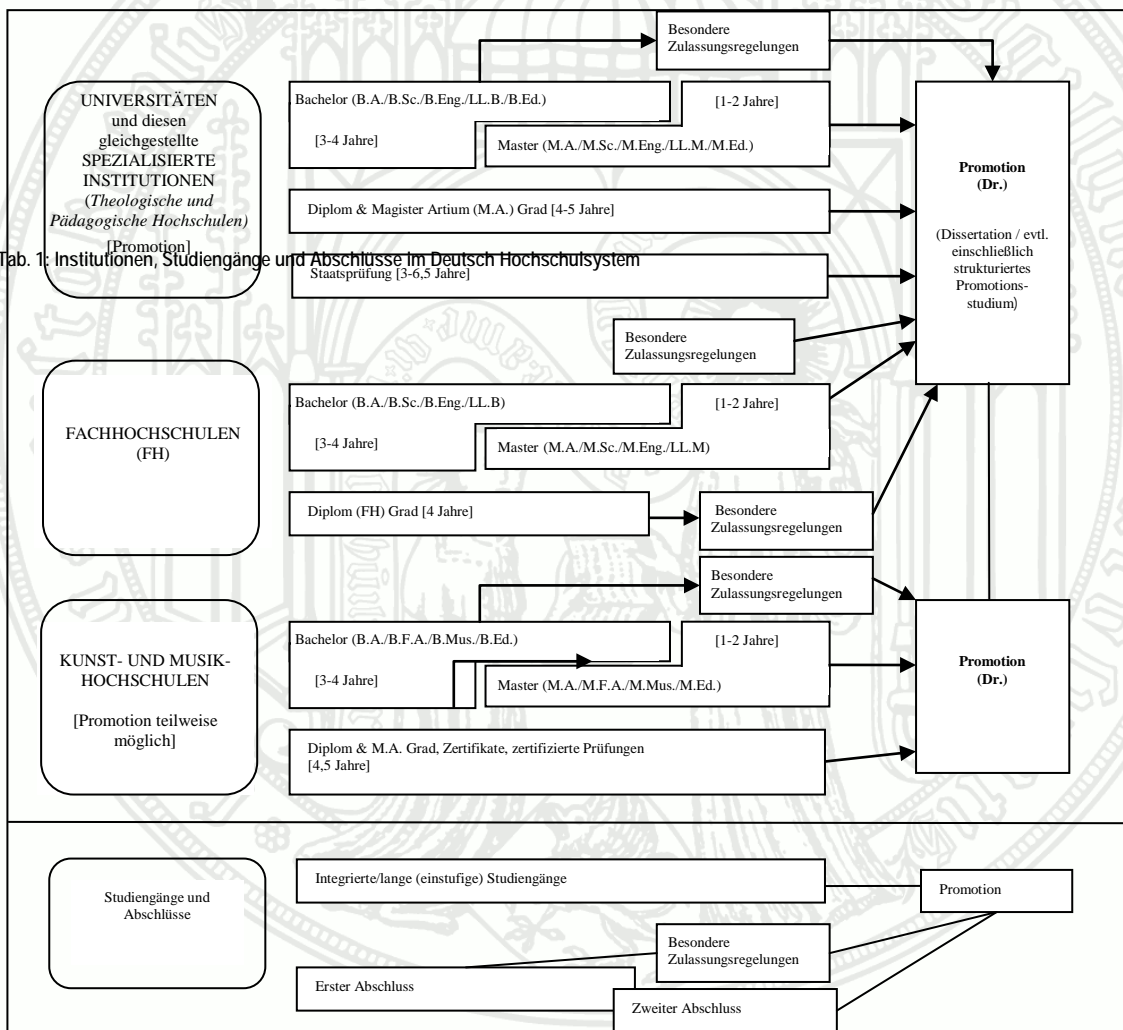 Besondere
Zulassungsregelungen
UNIVERSITÄTEN
und diesen
gleichgestellte
SPEZIALISIERTE
INSTITUTIONEN
(Theologische und
Pädagogische Hochschulen)
[Promotion]
Bachelor (B.A./B.Sc./B.Eng./LL.B./B.Ed.)
[3-4 Jahre]
[1-2 Jahre]
Master (M.A./M.Sc./M.Eng./LL.M./M.Ed.)
Diplom & Magister Artium (M.A.) Grad [4-5 Jahre]
Tab. 1: Institutionen, Studiengänge und Abschlüsse im Deutsch Hochschulsystem
Staatsprüfung [3-6,5 Jahre]
Promotion
(Dr.)
(Dissertation / evtl.
einschließlich
strukturiertes
Promotions-
studium)
Besondere
Zulassungsregelungen
FACHHOCHSCHULEN
(FH)
Bachelor (B.A./B.Sc./B.Eng./LL.B)
[3-4 Jahre]
[1-2 Jahre]
Master (M.A./M.Sc./M.Eng./LL.M)
Diplom (FH) Grad [4 Jahre]
Besondere
Zulassungsregelungen
Besondere
Zulassungsregelungen
KUNST- UND MUSIK-
HOCHSCHULEN
[Promotion teilweise
möglich]
Bachelor (B.A./B.F.A./B.Mus./B.Ed.)
[3-4 Jahre]
[1-2 Jahre]
Master (M.A./M.F.A./M.Mus./M.Ed.)
Diplom & M.A. Grad, Zertifikate, zertifizierte Prüfungen
[4,5 Jahre]
Promotion
(Dr.)
Studiengänge und
Abschlüsse
Integrierte/lange (einstufige) Studiengänge
Promotion
Besondere
Zulassungsregelungen
Erster Abschluss
Zweiter Abschluss